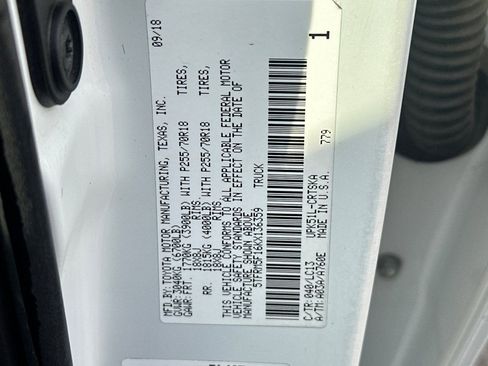 MFD.BY: TOYOTA MOTOR MANUFACTURING, TEXAS, INC. 09/18
GVWR: 3040KG (6700LB)
GAWR: FRT. 1770KG (3900LB) WITH P255/70R18 TIRES,
18X8J RIMS
RR. 1815KG (4000LB) WITH P255/70R18 TIRES,
18X8J RIMS
THIS VEHICLE CONFORMS TO ALL APPLICABLE FEDERAL MOTOR
VEHICLE SAFETY STANDARDS IN EFFECT ON THE DATE OF
MANUFACTURE SHOWN ABOVE.
5TFRM5F16KX136359 TRUCK
1
779
UPK51L-CRTSKA
C/TR: 040/LC13 MADE IN U.S.A.
A/TM: A03A/A760E